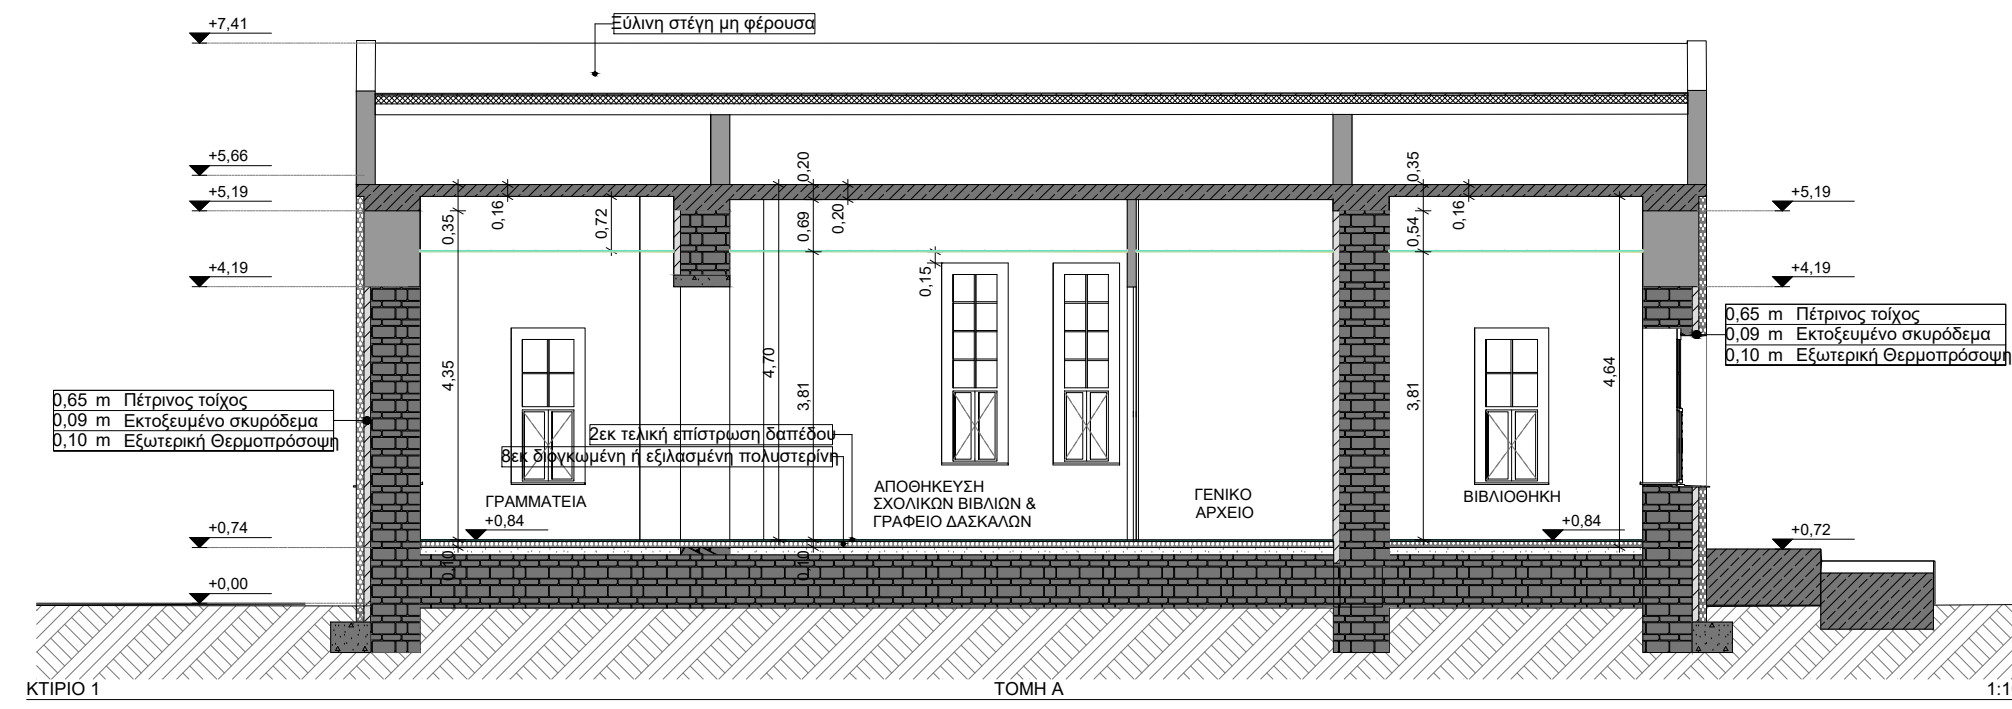 +7,41
Ξύλινη στέγη μη φέρουσα
+5,66
+5,19
+4,19
0,35
0,16
0,72
0,20
0,69
0,20
0,15
0,35
0,54
0,16
+5,19
+4,19
0,65 m Πέτρινος τοίχος
0,09 m Εκτοξευμένο σκυρόδεμα
0,10 m Εξωτερική Θερμοπρόσοψη
4,35
4,70
3,81
3,81
4,64
0,65 m Πέτρινος τοίχος
0,09 m Εκτοξευμένο σκυρόδεμα
0,10 m Εξωτερική Θερμοπρόσοψη
2εκ τελική επίστρωση δαπέδου
8εκ διογκωμένη ή εξιλασμένη πολυστερίνη
ΓΡΑΜΜΑΤΕΙΑ
+0,84
ΑΠΟΘΗΚΕΥΣΗ
ΣΧΟΛΙΚΩΝ ΒΙΒΛΙΩΝ &
ΓΡΑΦΕΙΟ ΔΑΣΚΑΛΩΝ
ΓΕΝΙΚΟ
ΑΡΧΕΙΟ
ΒΙΒΛΙΟΘΗΚΗ
+0,84
+0,74
+0,72
0,10
0,10
+0,00
ΚΤΙΡΙΟ 1
ΤΟΜΗ Α